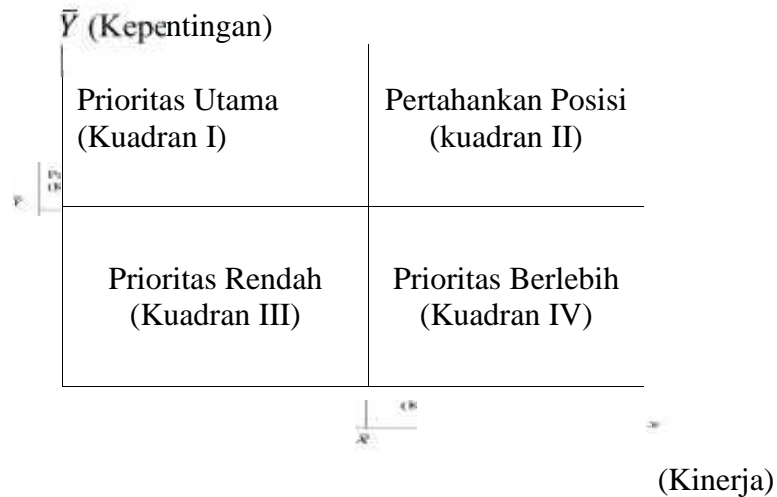 Ȳ (Kepentingan)
Prioritas Utama
(Kuadran I)
Pertahankan Posisi
(kuadran II)
Prioritas Rendah
(Kuadran III)
Prioritas Berlebih
(Kuadran IV)
(Kinerja)